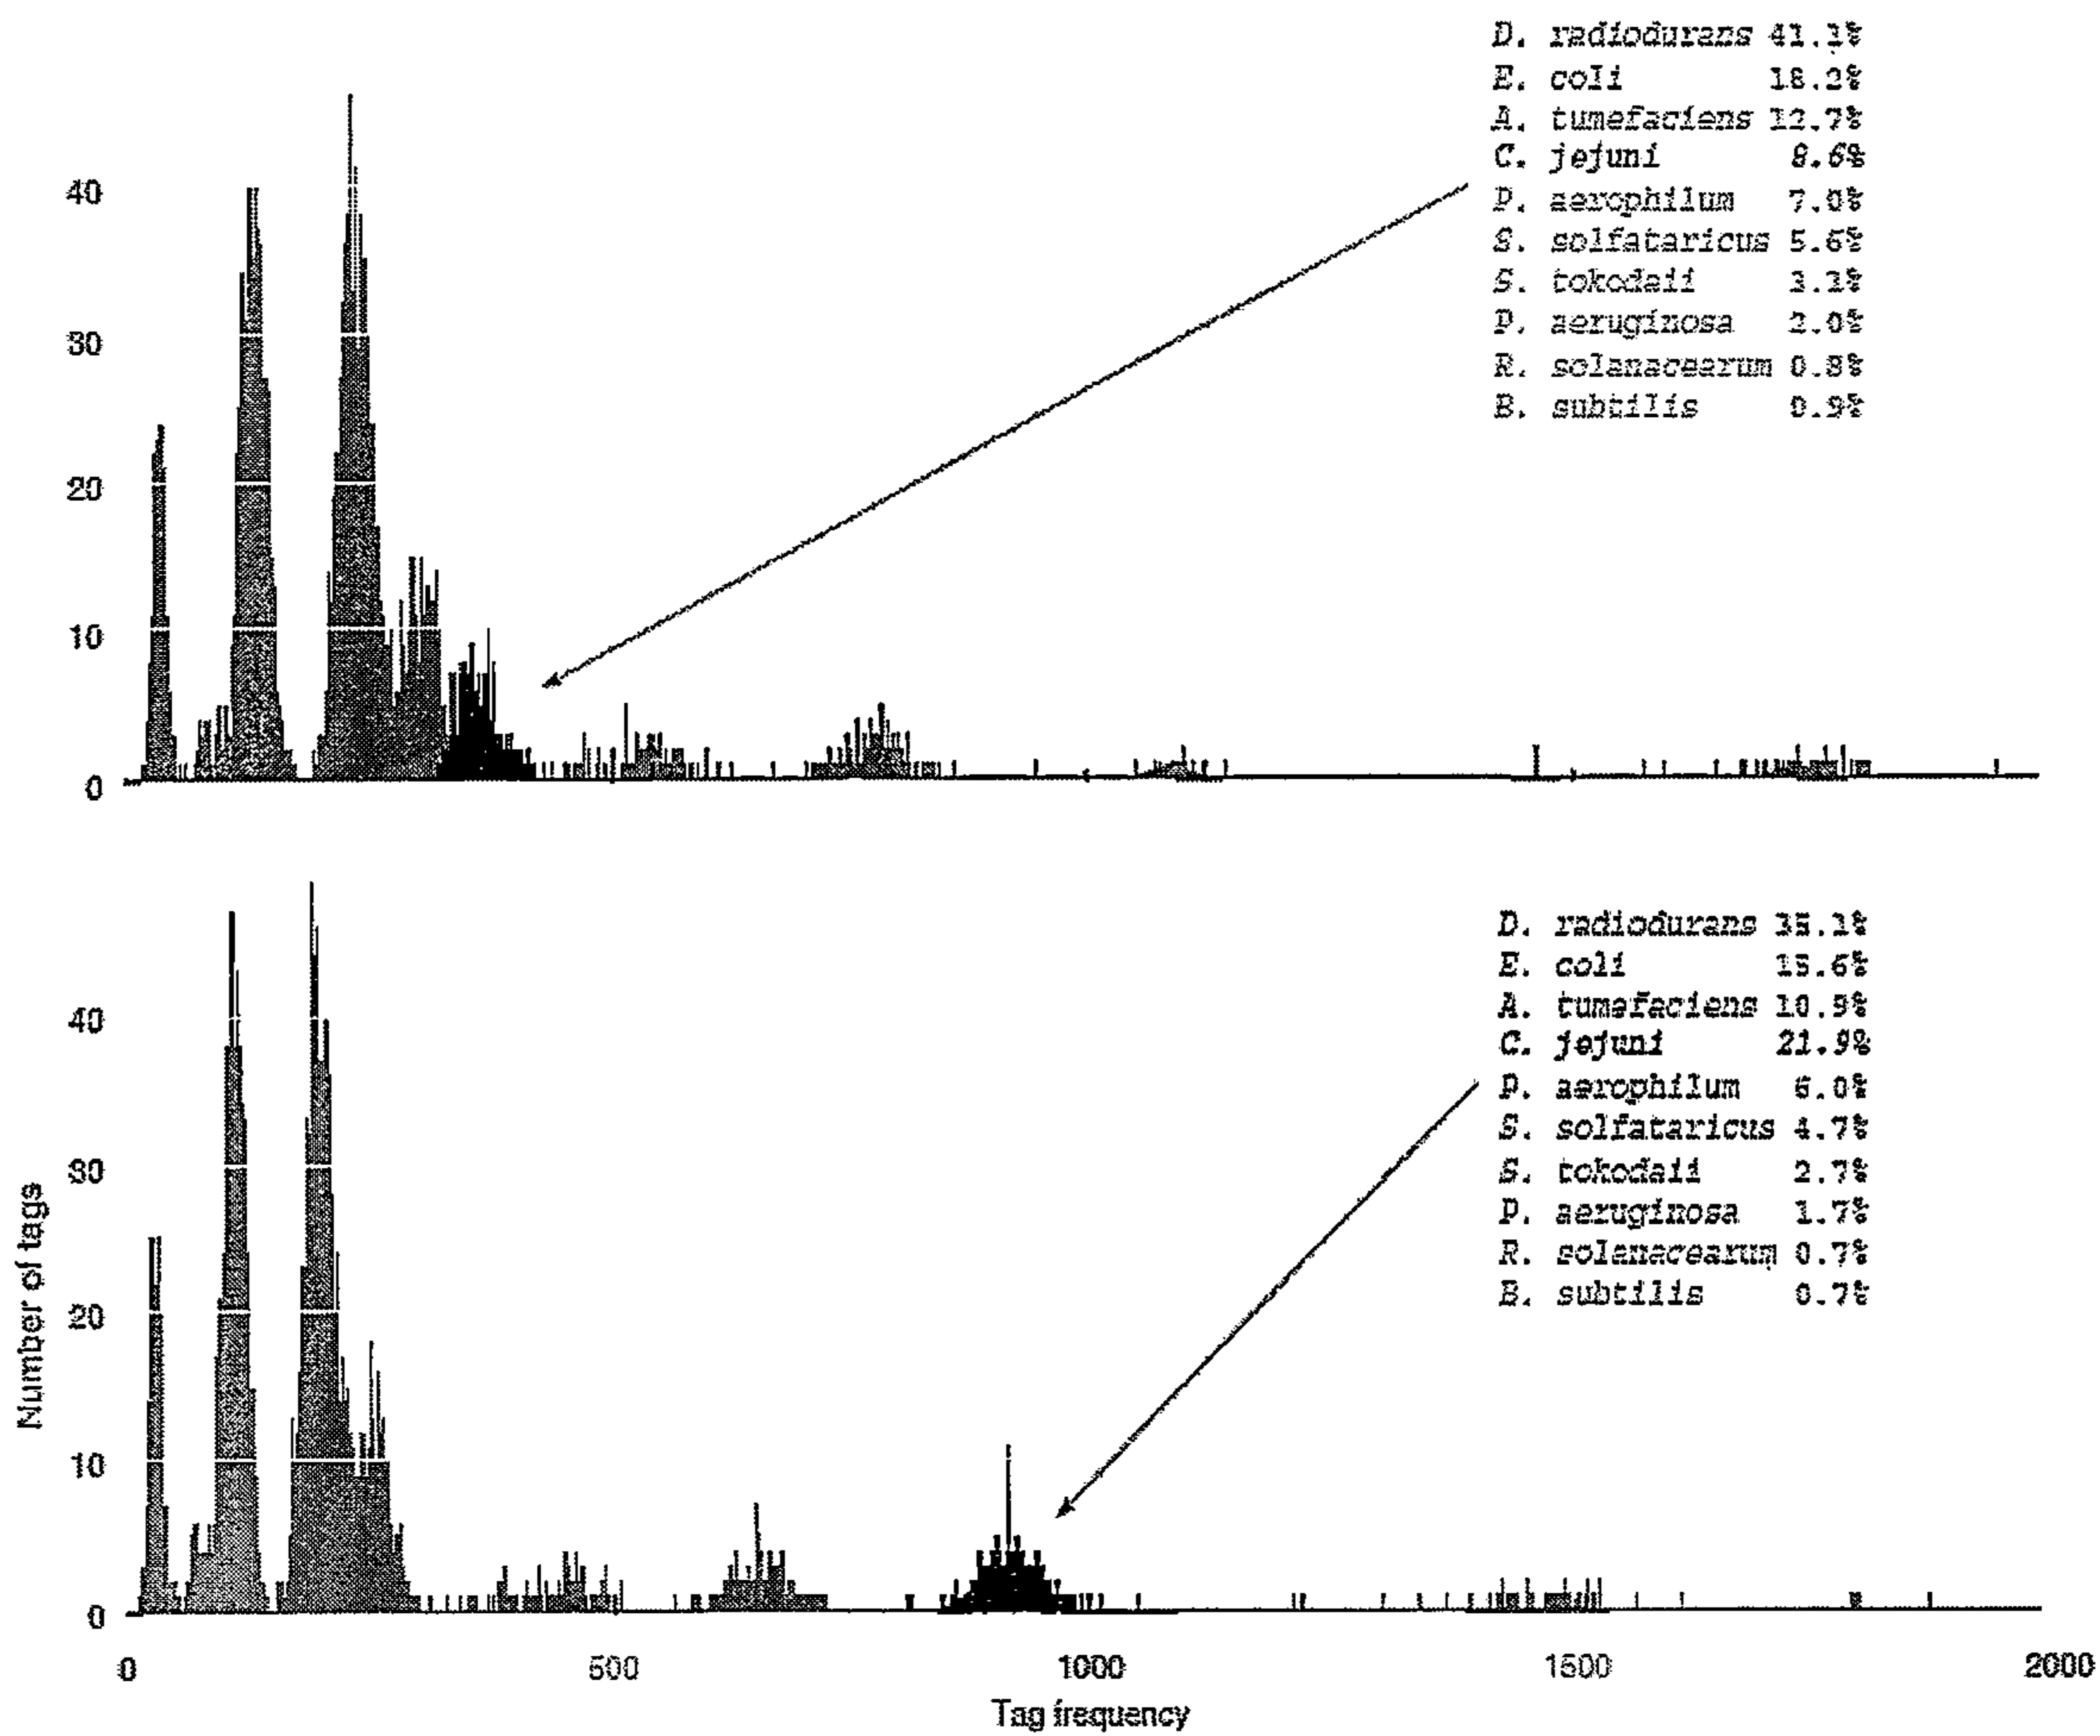 D. radiodurans 41.1%
E. coli 18.2%
A. tumefaciens 12.7%
C. jejuni 8.6%
P. aerophilum 7.0%
S. solfataricus 5.6%
S. tokodaii 3.1%
P. aeruginosa 2.0%
R. solanacearum 0.8%
B. subtilis 0.9%
40
30
20
10
0
D. radiodurans 35.1%
E. coli 15.6%
A. tumefaciens 10.9%
C. jejuni 21.9%
P. aerophilum 6.0%
S. solfataricus 4.7%
S. tokodaii 2.7%
P. aeruginosa 1.7%
R. solanacearum 0.7%
B. subtilis 0.7%
Number of tags
40
30
20
10
0
0 500 1000 1500 2000
Tag frequency